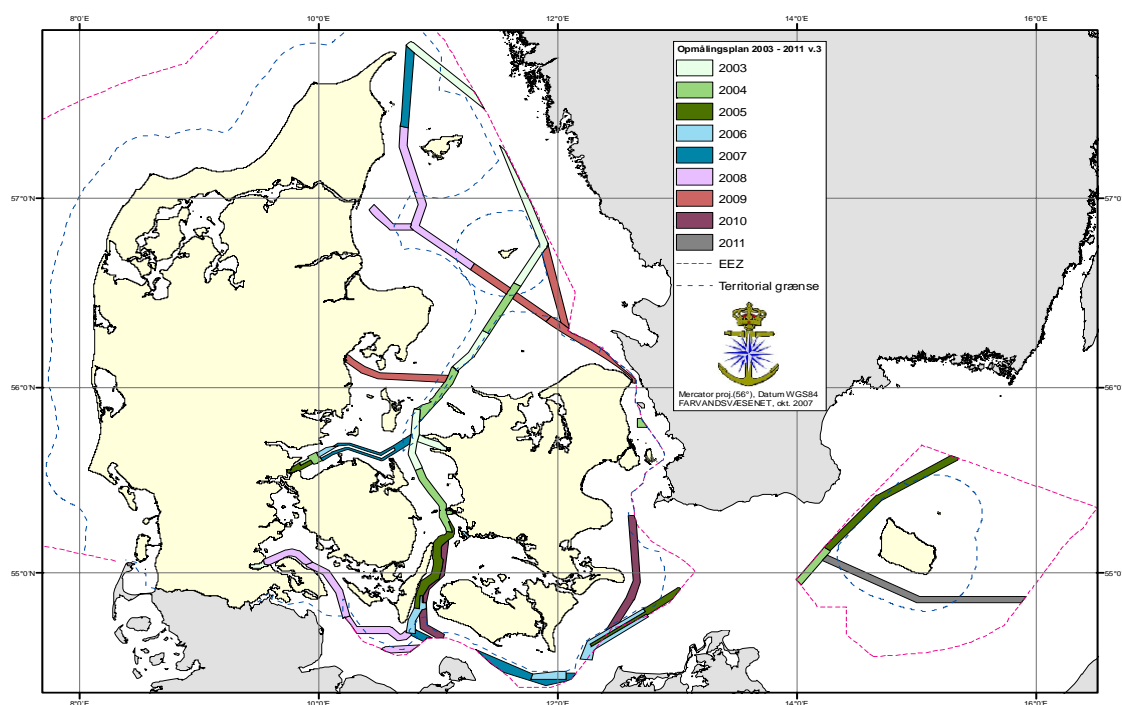 8°0'E 10°0'E 12°0'E 14°0'E 16°0'E
Opmålingsplan 2003 - 2011 v.3
2003
2004
2005
2006
2007
2008
2009
2010
2011
EEZ
Territorial grænse
Mercator proj.(56°), Datum WGS84
FARVANDSVÆSENET, okt. 2007
57°0'N 57°0'N
56°0'N 56°0'N
55°0'N 55°0'N
8°0'E 10°0'E 12°0'E 14°0'E 16°0'E